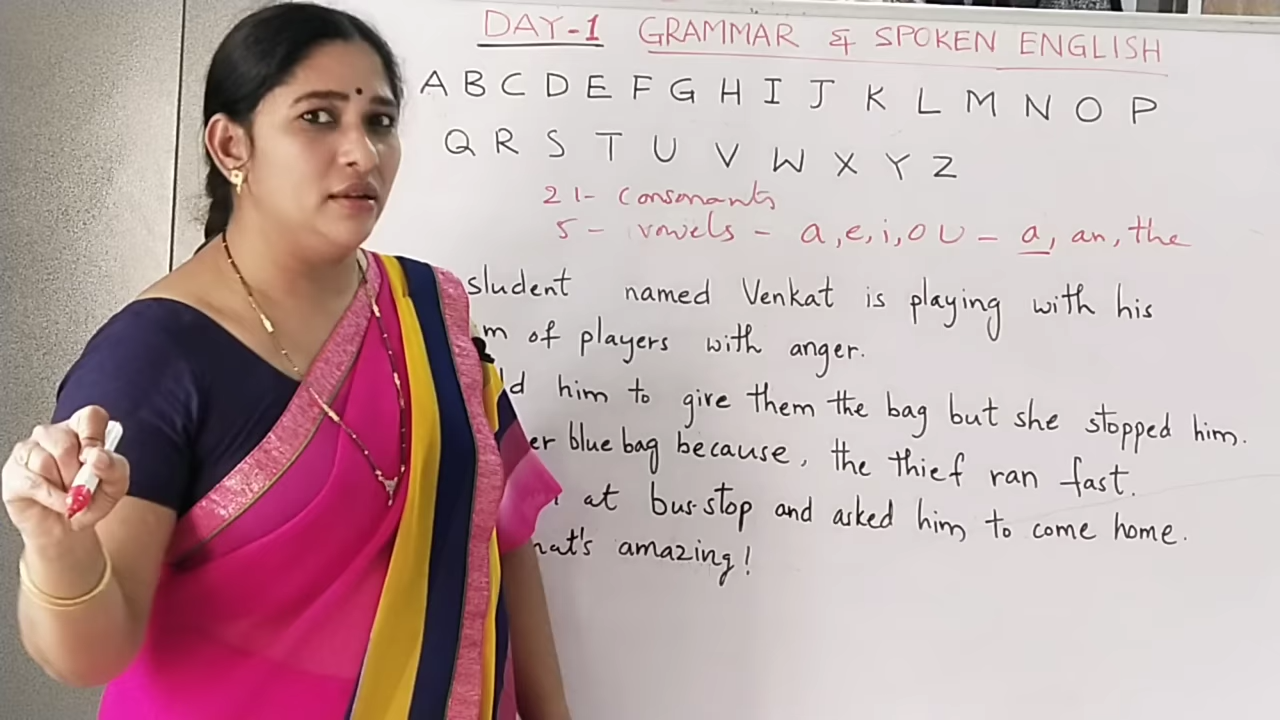 DAY-1 GRAMMAR & SPOKEN ENGLISH
A B C D E F G H I J K L M N O P
Q R S T U V W X Y Z
21- Consonants
5 - vowels - a, e, i, o U - a, an, the
student named Venkat is playing with his
of players with anger.
him to give them the bag but she stopped him.
blue bag because, the thief ran fast.
at bus-stop and asked him to come home.
amazing!